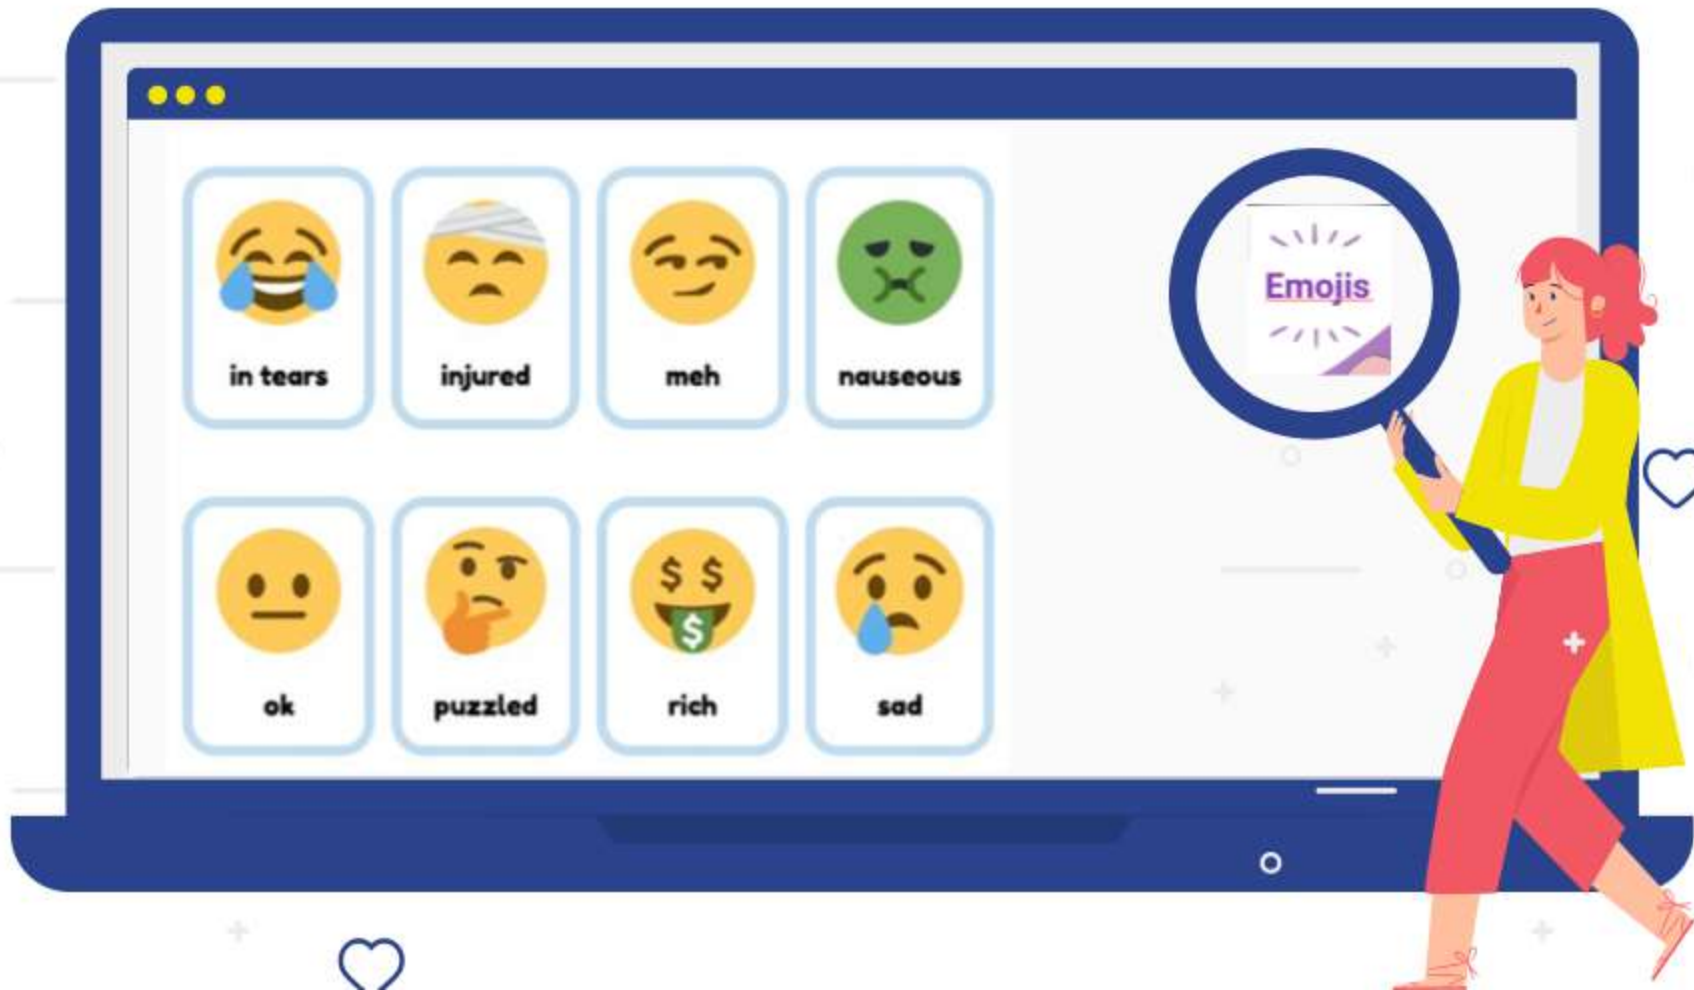 in tears
injured
meh
nauseous
Emojis
ok
puzzled
rich
sad